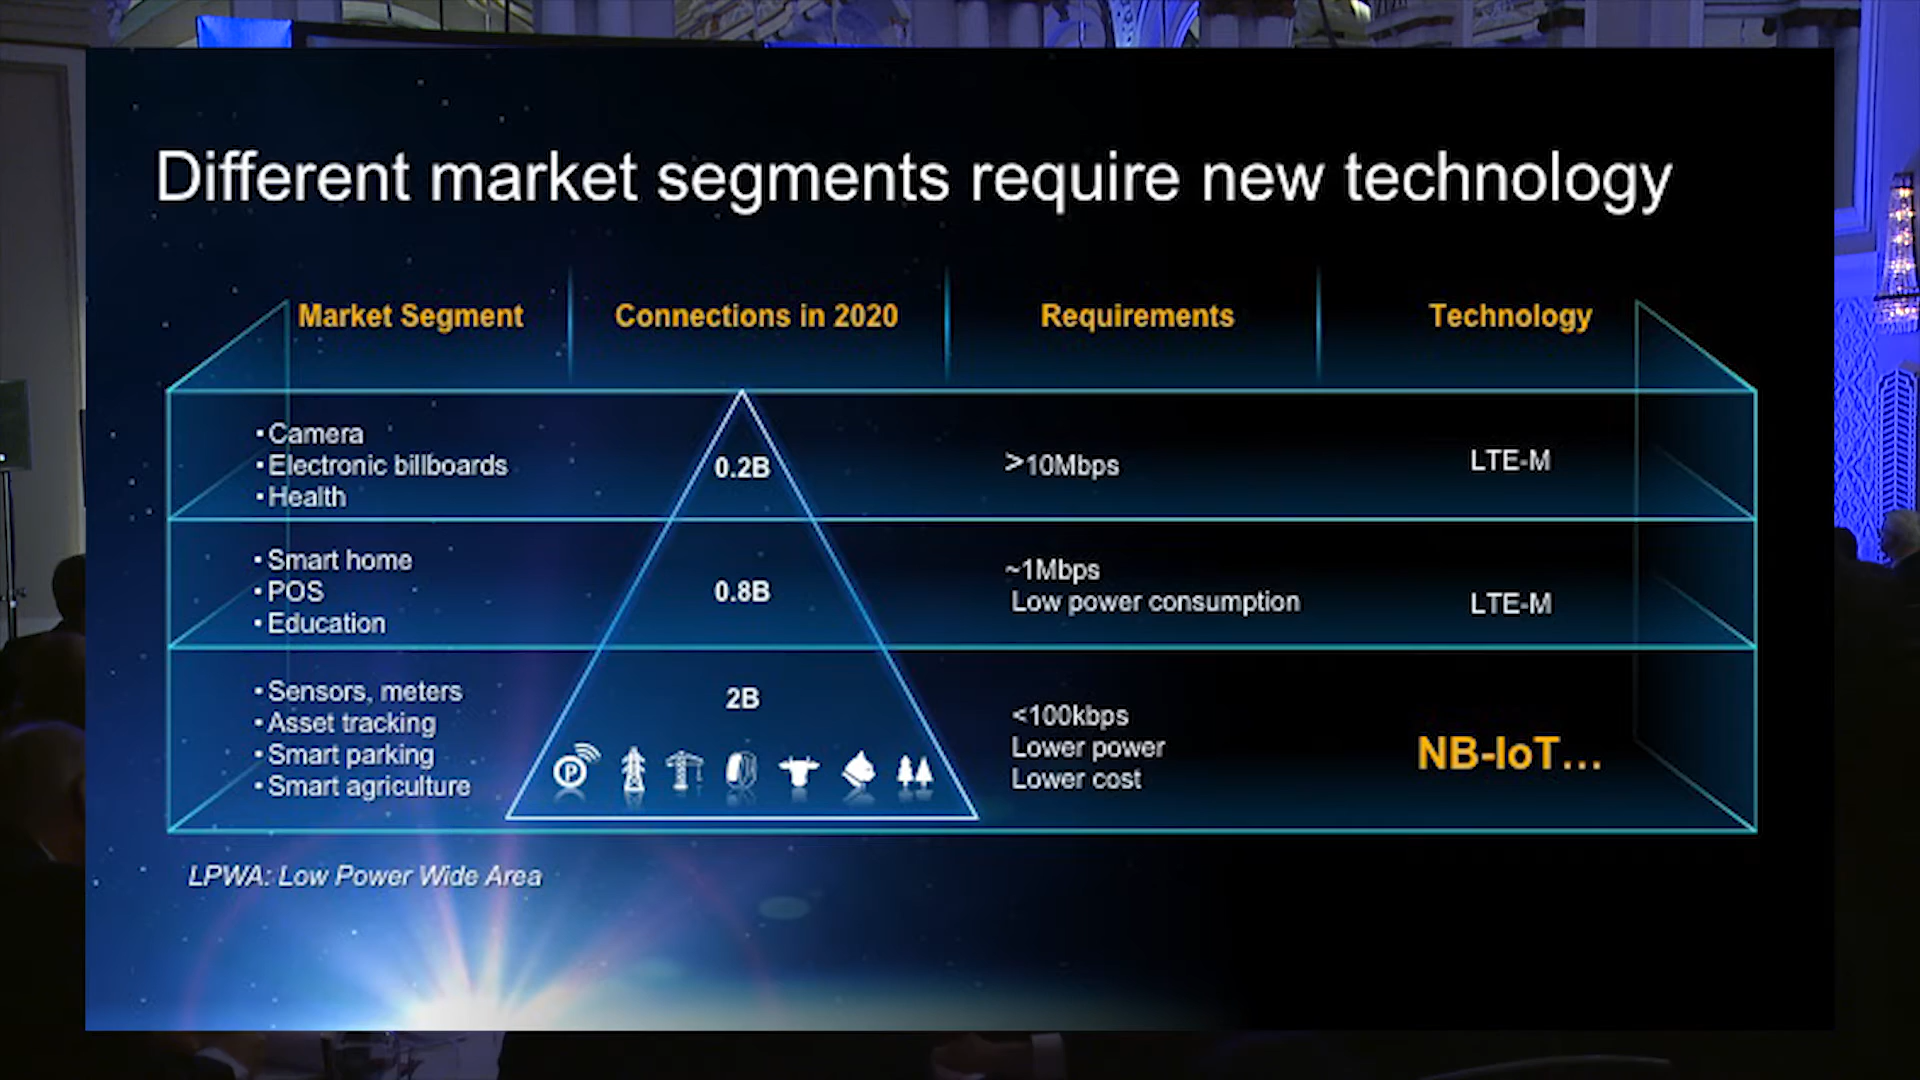 Different market segments require new technology
Market Segment
Connections in 2020
Requirements
Technology
• Camera
• Electronic billboards
• Health
0.2B
>10Mbps
LTE-M
• Smart home
• POS
• Education
0.8B
~1Mbps
Low power consumption
LTE-M
• Sensors, meters
• Asset tracking
• Smart parking
• Smart agriculture
2B
P
<100kbps
Lower power
Lower cost
NB-IoT...
LPWA: Low Power Wide Area